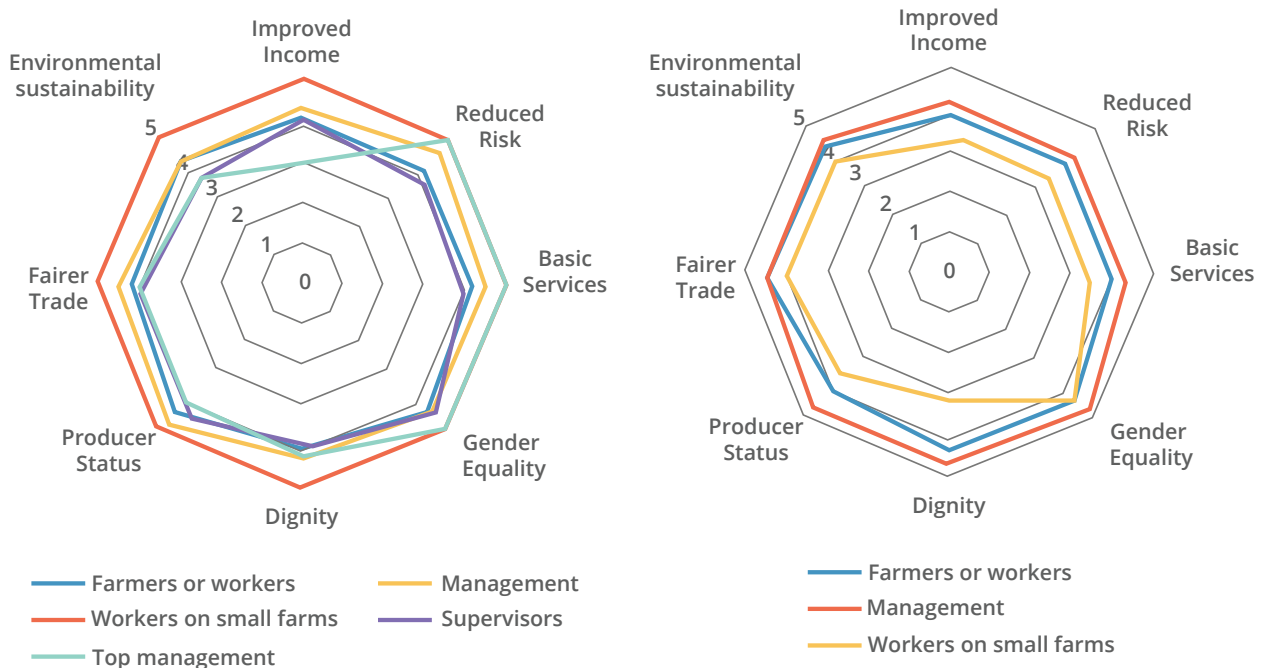 Improved
Income
Environmental
sustainability
Reduced
Risk
5
4
3
2
1
0
Fairer
Trade
Basic
Services
Producer
Status
Gender
Equality
Dignity
Farmers or workers
Management
Workers on small farms
Supervisors
Top management
Improved
Income
Environmental
sustainability
Reduced
Risk
5
4
3
2
1
0
Fairer
Trade
Basic
Services
Producer
Status
Gender
Equality
Dignity
Farmers or workers
Management
Workers on small farms